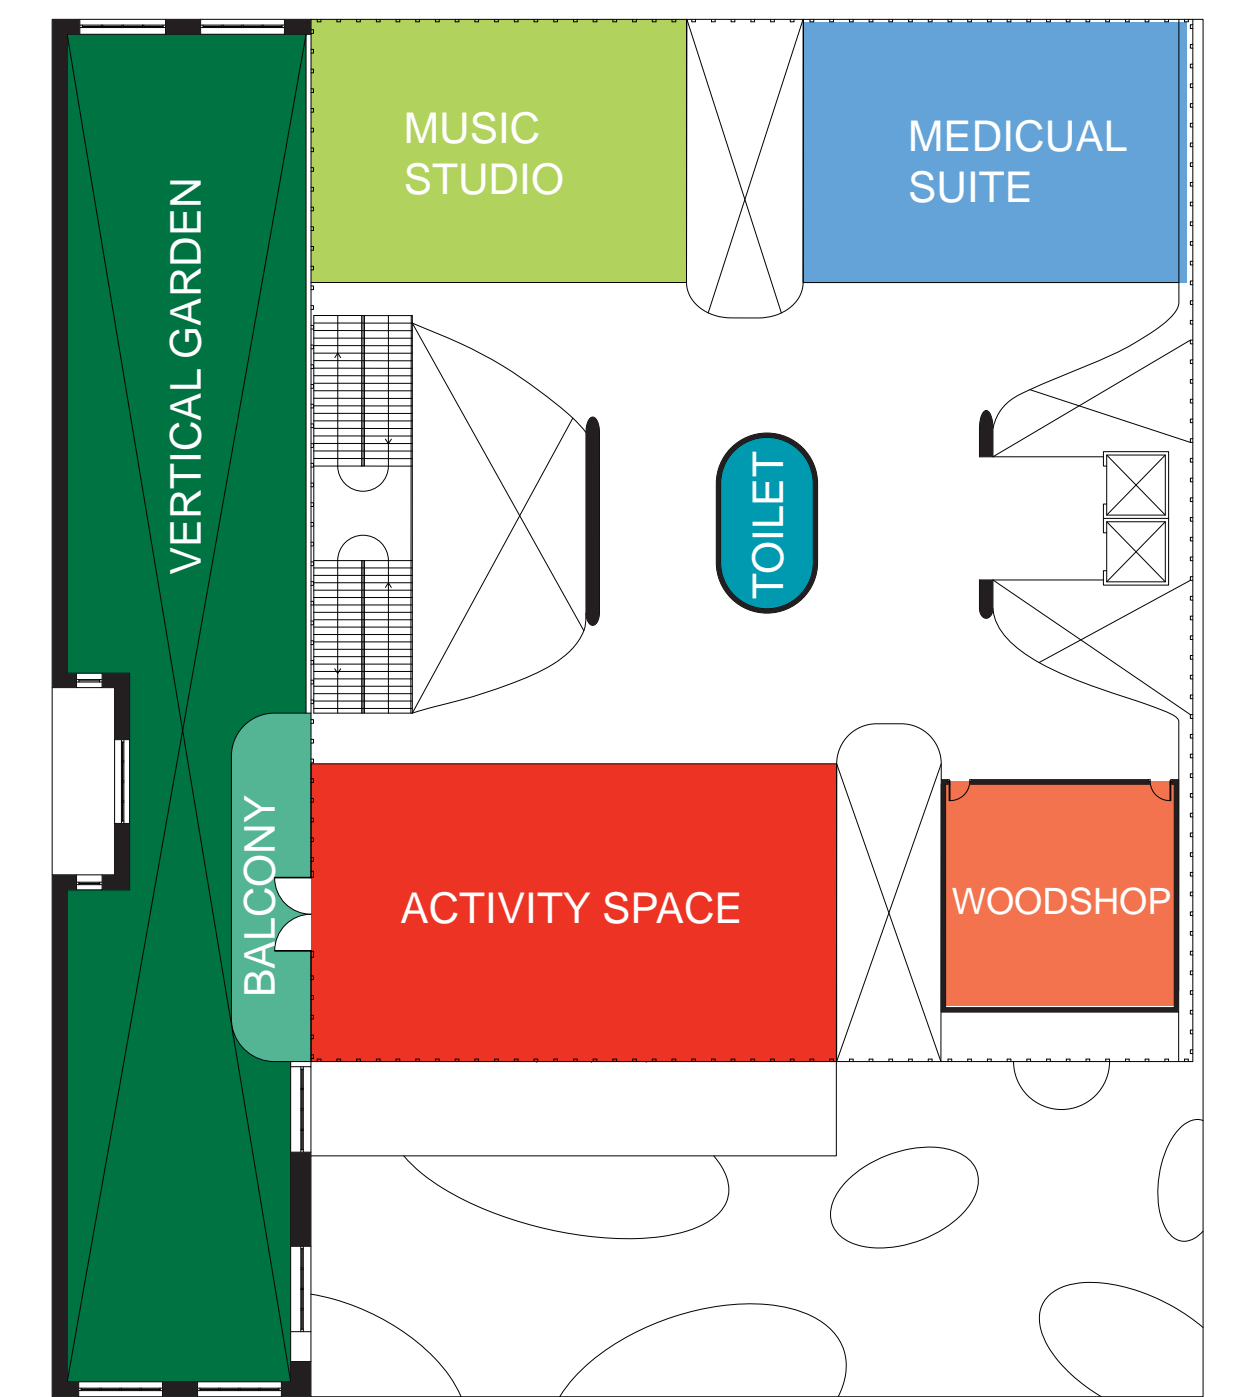 MUSIC
STUDIO
MEDICUAL
SUITE
VERTICAL GARDEN
TOILET
BALCONY
ACTIVITY SPACE
WOODSHOP